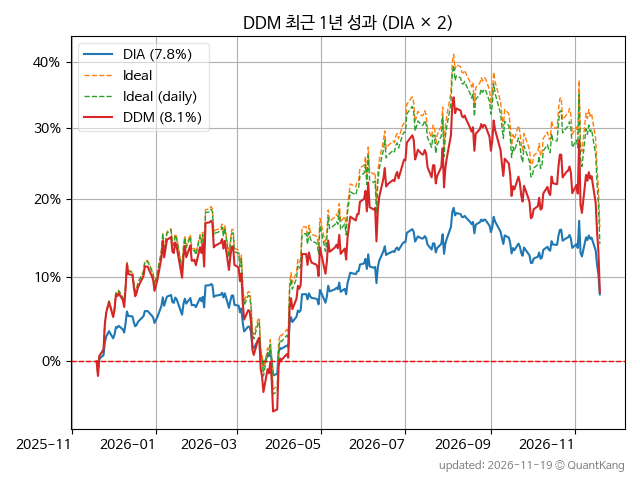 DDM 최근 1년 성과 (DIA × 2)
DIA (7.8%)
Ideal
Ideal (daily)
DDM (8.1%)
40%
30%
20%
10%
0%
2025-11
2026-01
2026-03
2026-05
2026-07
2026-09
2026-11
updated: 2026-11-19 © QuantKang